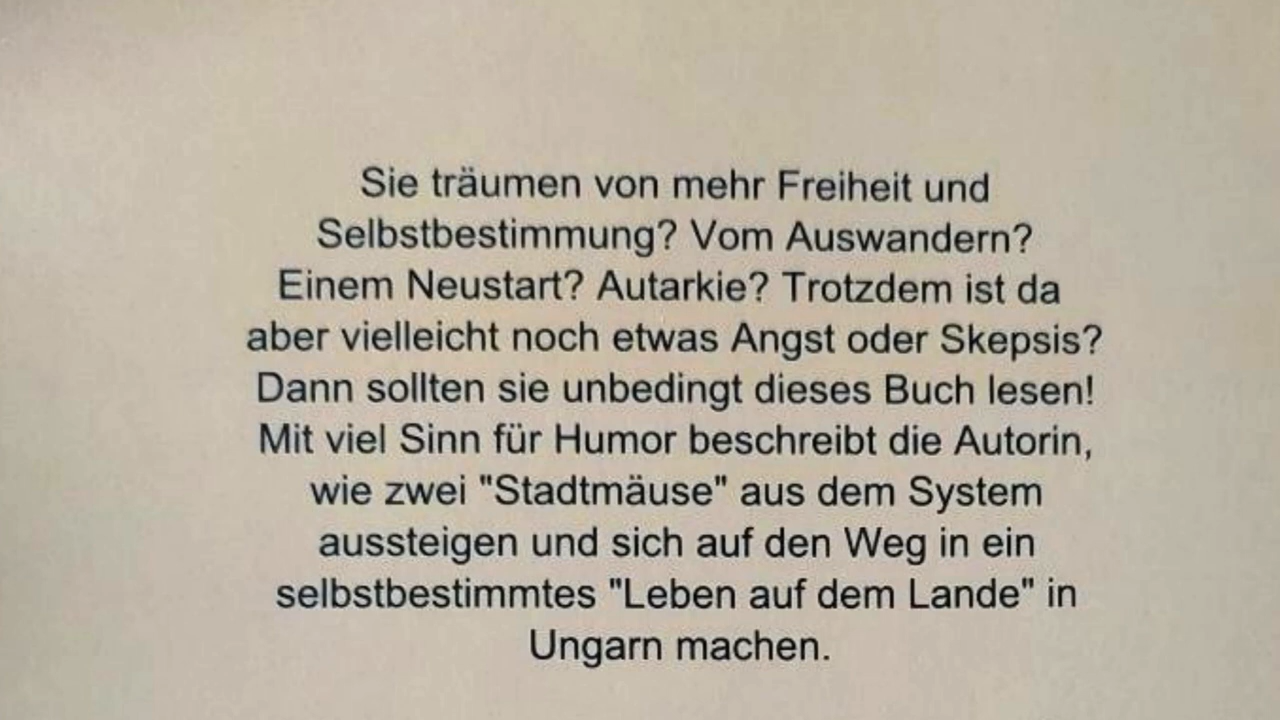 Sie träumen von mehr Freiheit und
Selbstbestimmung? Vom Auswandern?
Einem Neustart? Autarkie? Trotzdem ist da
aber vielleicht noch etwas Angst oder Skepsis?
Dann sollten sie unbedingt dieses Buch lesen!
Mit viel Sinn für Humor beschreibt die Autorin,
wie zwei "Stadtmäuse" aus dem System
aussteigen und sich auf den Weg in ein
selbstbestimmtes "Leben auf dem Lande" in
Ungarn machen.